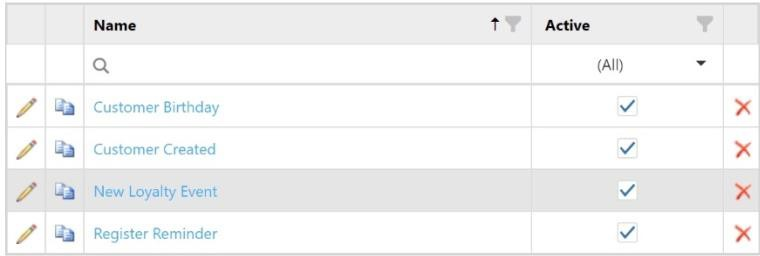 Name Active
(All)
Customer Birthday
Customer Created
New Loyalty Event
Register Reminder